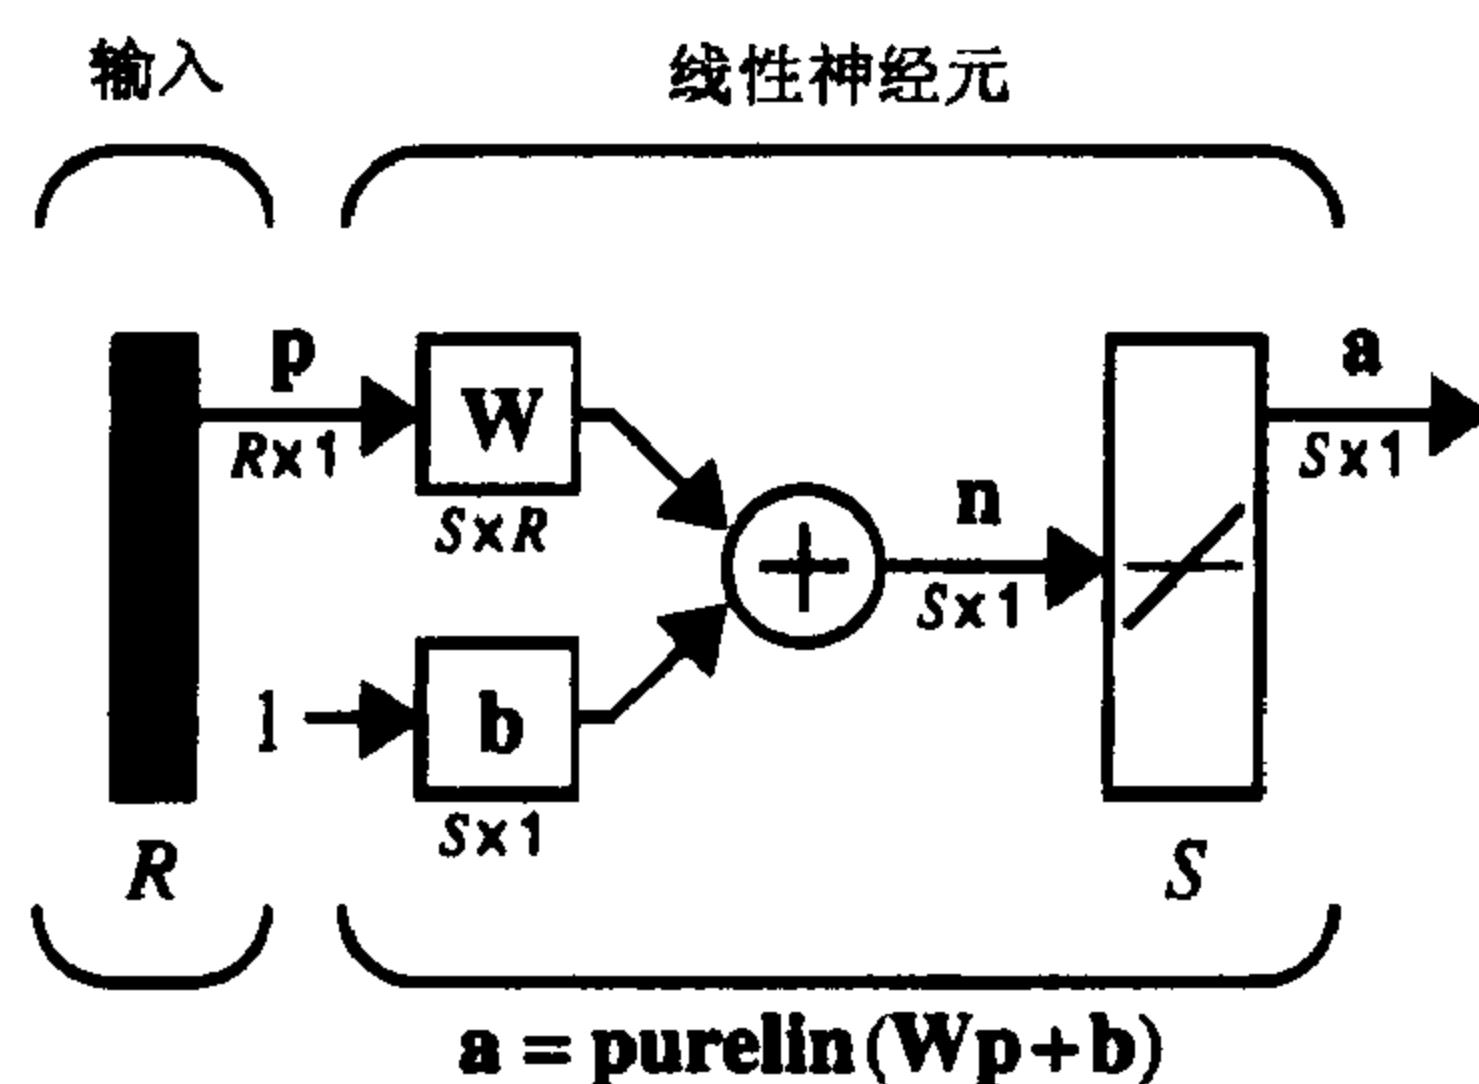 输入 线性神经元
p a
R×1 W S×1
S×R n
S×1
1 b
S×1
R S
a = purelin(Wp+b)